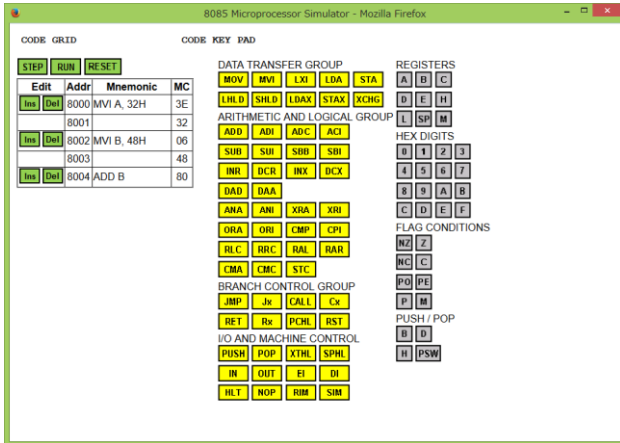 8085 Microprocessor Simulator - Mozilla Firefox
CODE GRID
CODE KEY PAD
STEP RUN RESET
Edit Addr Mnemonic MC
Ins Del 8000 MVI A, 32H 3E
8001 32
Ins Del 8002 MVI B, 48H 06
8003 48
Ins Del 8004 ADD B 80
DATA TRANSFER GROUP
MOV MVI LXI LDA STA
LHLD SHLD LDAX STAX XCHG
ARITHMETIC AND LOGICAL GROUP
ADD ADI ADC ACI
SUB SUI SBB SBI
INR DCR INX DCX
DAD DAA
ANA ANI XRA XRI
ORA ORI CMP CPI
RLC RRC RAL RAR
CMA CMC STC
BRANCH CONTROL GROUP
JMP Jx CALL Cx
RET Rx PCHL RST
I/O AND MACHINE CONTROL
PUSH POP XTHL SPHL
IN OUT EI DI
HLT NOP RIM SIM
REGISTERS
A B C
D E H
L SP M
HEX DIGITS
0 1 2 3
4 5 6 7
8 9 A B
C D E F
FLAG CONDITIONS
NZ Z
NC C
PO PE
P M
PUSH / POP
B D
H PSW